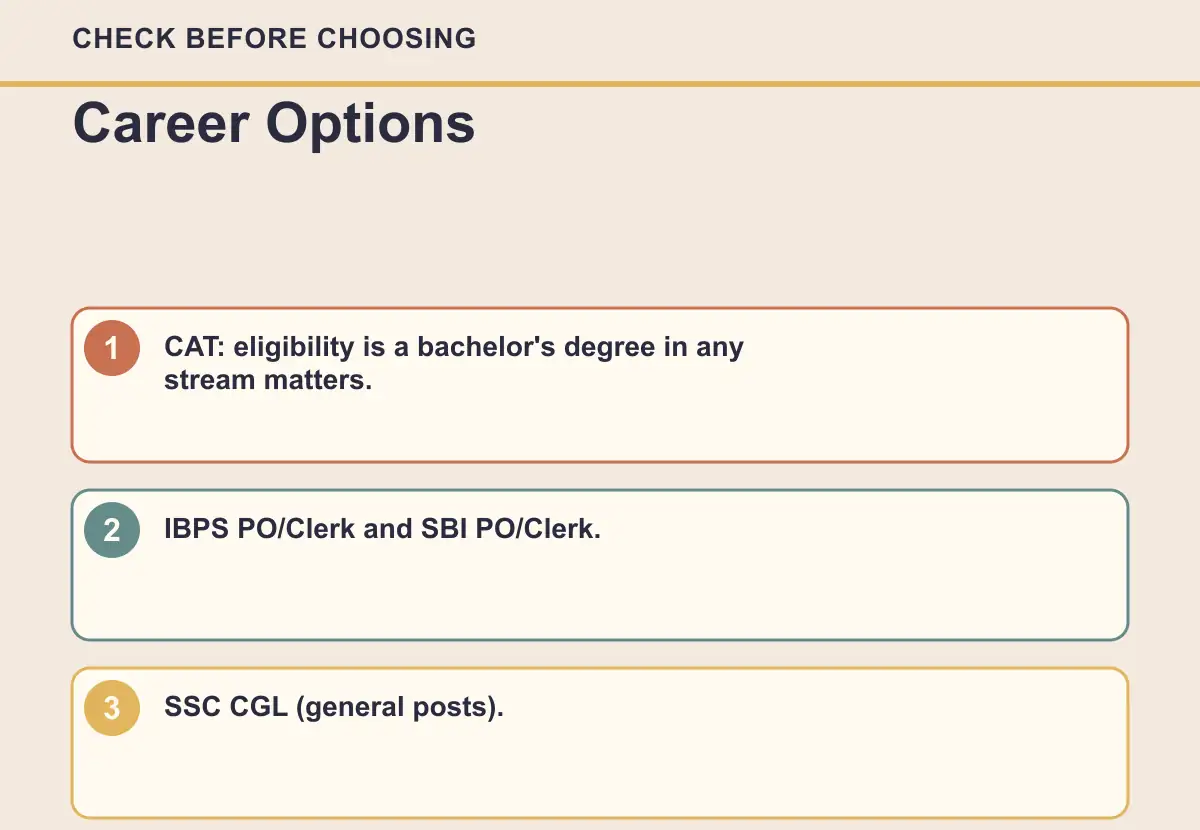 CHECK BEFORE CHOOSING
Career Options
1
CAT: eligibility is a bachelor's degree in any
stream matters.
2
IBPS PO/Clerk and SBI PO/Clerk.
3
SSC CGL (general posts).